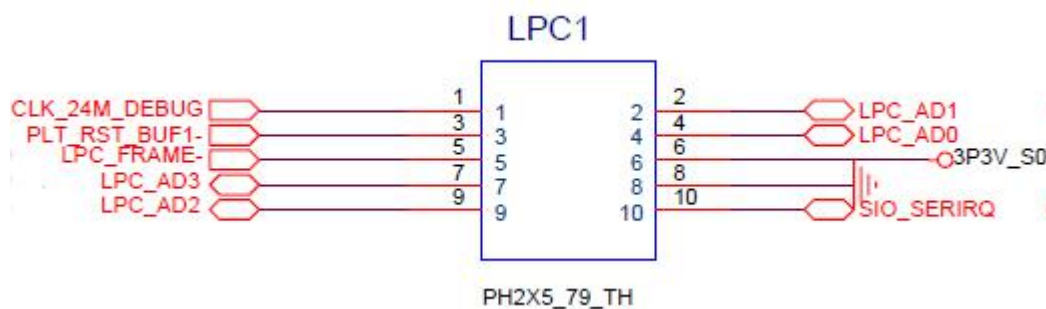 LPC1
CLK_24M_DEBUG 1 1 2 2 LPC_AD1
PLT_RST_BUF1- 3 3 4 4 LPC_AD0
LPC_FRAME- 5 5 6 6 3P3V_S0
LPC_AD3 7 7 8 8
LPC_AD2 9 9 10 10 SIO_SERIRQ
PH2X5_79_TH